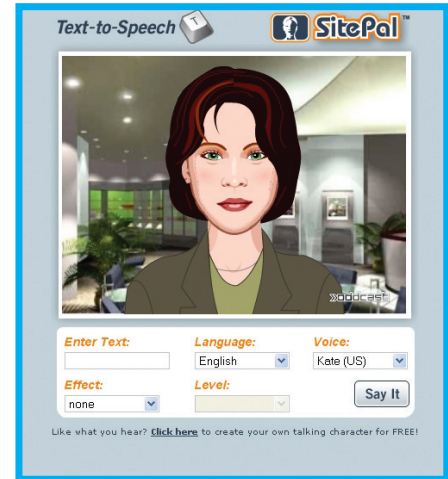 Text-to-Speech T SitePal™
oddcast
Enter Text: Language: Voice:
English Kate (US)
Effect: Level:
none Say It
Like what you hear? Click here to create your own talking character for FREE!